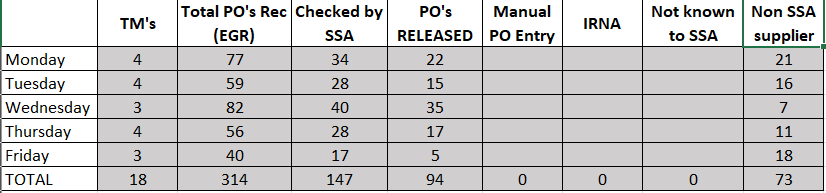 TM's Total PO's Rec (EGR) Checked by SSA PO's RELEASED Manual PO Entry IRNA Not known to SSA Non SSA supplier
Monday 4 77 34 22 21
Tuesday 4 59 28 15 16
Wednesday 3 82 40 35 7
Thursday 4 56 28 17 11
Friday 3 40 17 5 18
TOTAL 18 314 147 94 0 0 0 73